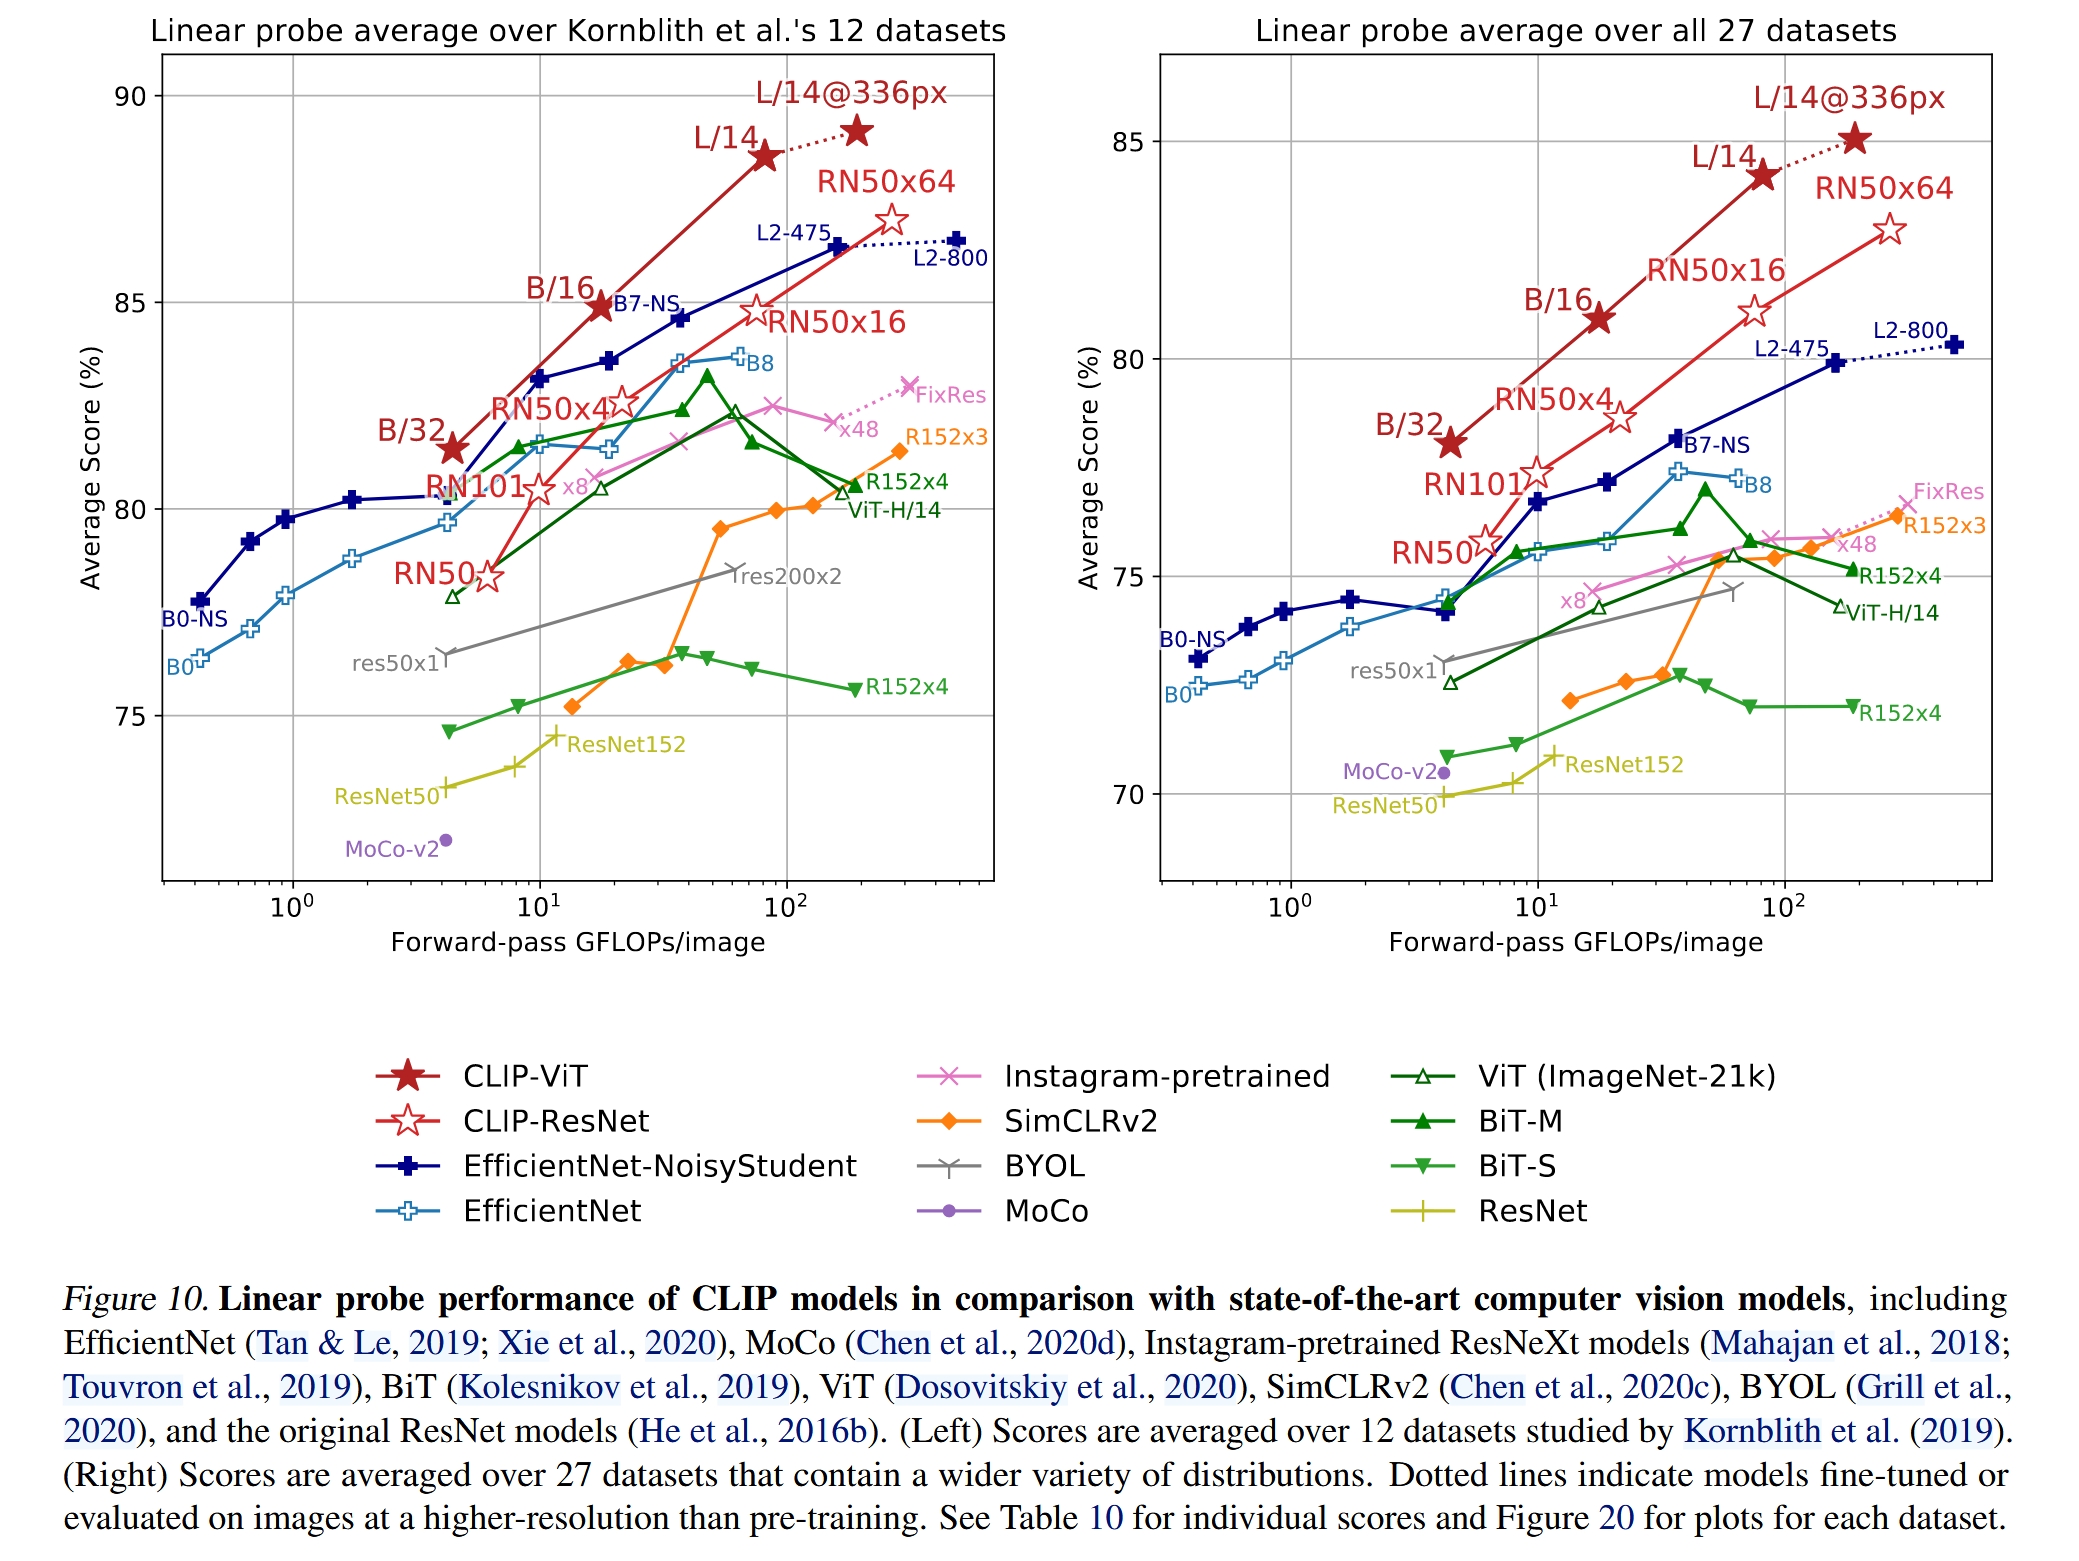 Linear probe average over Kornblith et al.'s 12 datasets
90
85
80
75
Average Score (%)
L/14@336px
L/14
RN50x64
L2-475
L2-800
B/16
B7-NS
RN50x16
B8
RN50x4
FixRes
B/32
x48
R152x3
RN101
x8
R152x4
ViT-H/14
RN50
res200x2
B0-NS
res50x1
B0
R152x4
ResNet152
ResNet50
MoCo-v2
10⁰
10¹
10²
Forward-pass GFLOPs/image
Linear probe average over all 27 datasets
85
80
75
70
Average Score (%)
L/14@336px
L/14
RN50x64
RN50x16
B/16
L2-800
L2-475
RN50x4
B/32
B7-NS
RN101
B8
FixRes
R152x3
RN50
x48
R152x4
x8
ViT-H/14
B0-NS
res50x1
B0
R152x4
MoCo-v2
ResNet152
ResNet50
10⁰
10¹
10²
Forward-pass GFLOPs/image
CLIP-ViT
CLIP-ResNet
EfficientNet-NoisyStudent
EfficientNet
Instagram-pretrained
SimCLRv2
BYOL
MoCo
ViT (ImageNet-21k)
BiT-M
BiT-S
ResNet
Figure 10. Linear probe performance of CLIP models in comparison with state-of-the-art computer vision models, including
EfficientNet (Tan & Le, 2019; Xie et al., 2020), MoCo (Chen et al., 2020d), Instagram-pretrained ResNeXt models (Mahajan et al., 2018;
Touvron et al., 2019), BiT (Kolesnikov et al., 2019), ViT (Dosovitskiy et al., 2020), SimCLRv2 (Chen et al., 2020c), BYOL (Grill et al.,
2020), and the original ResNet models (He et al., 2016b). (Left) Scores are averaged over 12 datasets studied by Kornblith et al. (2019).
(Right) Scores are averaged over 27 datasets that contain a wider variety of distributions. Dotted lines indicate models fine-tuned or
evaluated on images at a higher-resolution than pre-training. See Table 10 for individual scores and Figure 20 for plots for each dataset.